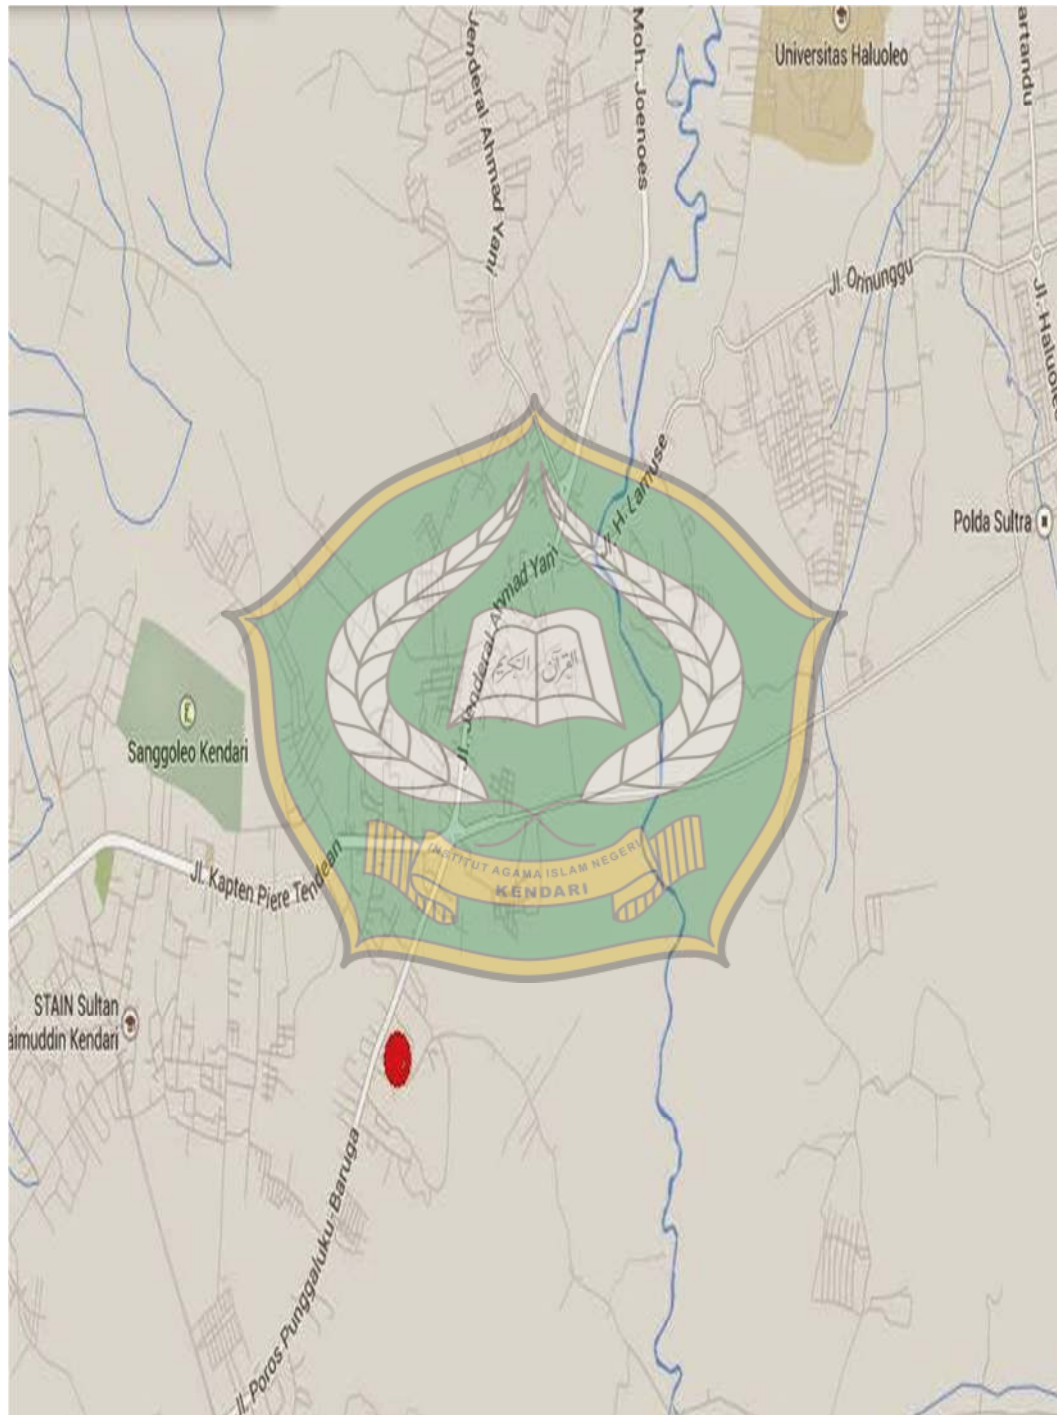 Jenderal Ahmad Yani
Moh. Joenoes
Universitas Haluoleo
artandu
Jl. Orinunggu
Jl. Haluoleo
Jl. H. Lamuse
Polda Sultra
Jl. Jenderal Ahmad Yani
القرآن الكريم
Sanggoleo Kendari
Jl. Kapten Piere Tendean
INSTITUT AGAMA ISLAM NEGERI
KENDARI
STAIN Sultan
aimuddin Kendari
Jl. Poros Punggaluku-Baruga